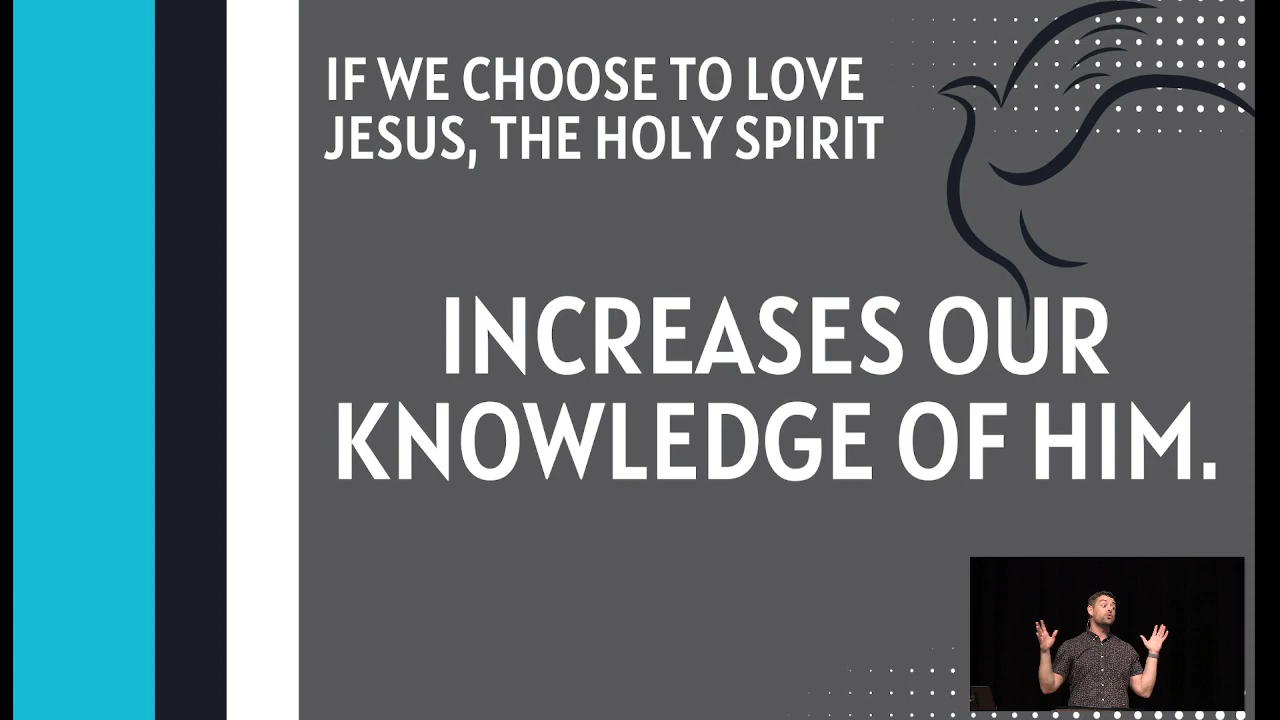 IF WE CHOOSE TO LOVE
JESUS, THE HOLY SPIRIT
INCREASES OUR
KNOWLEDGE OF HIM.